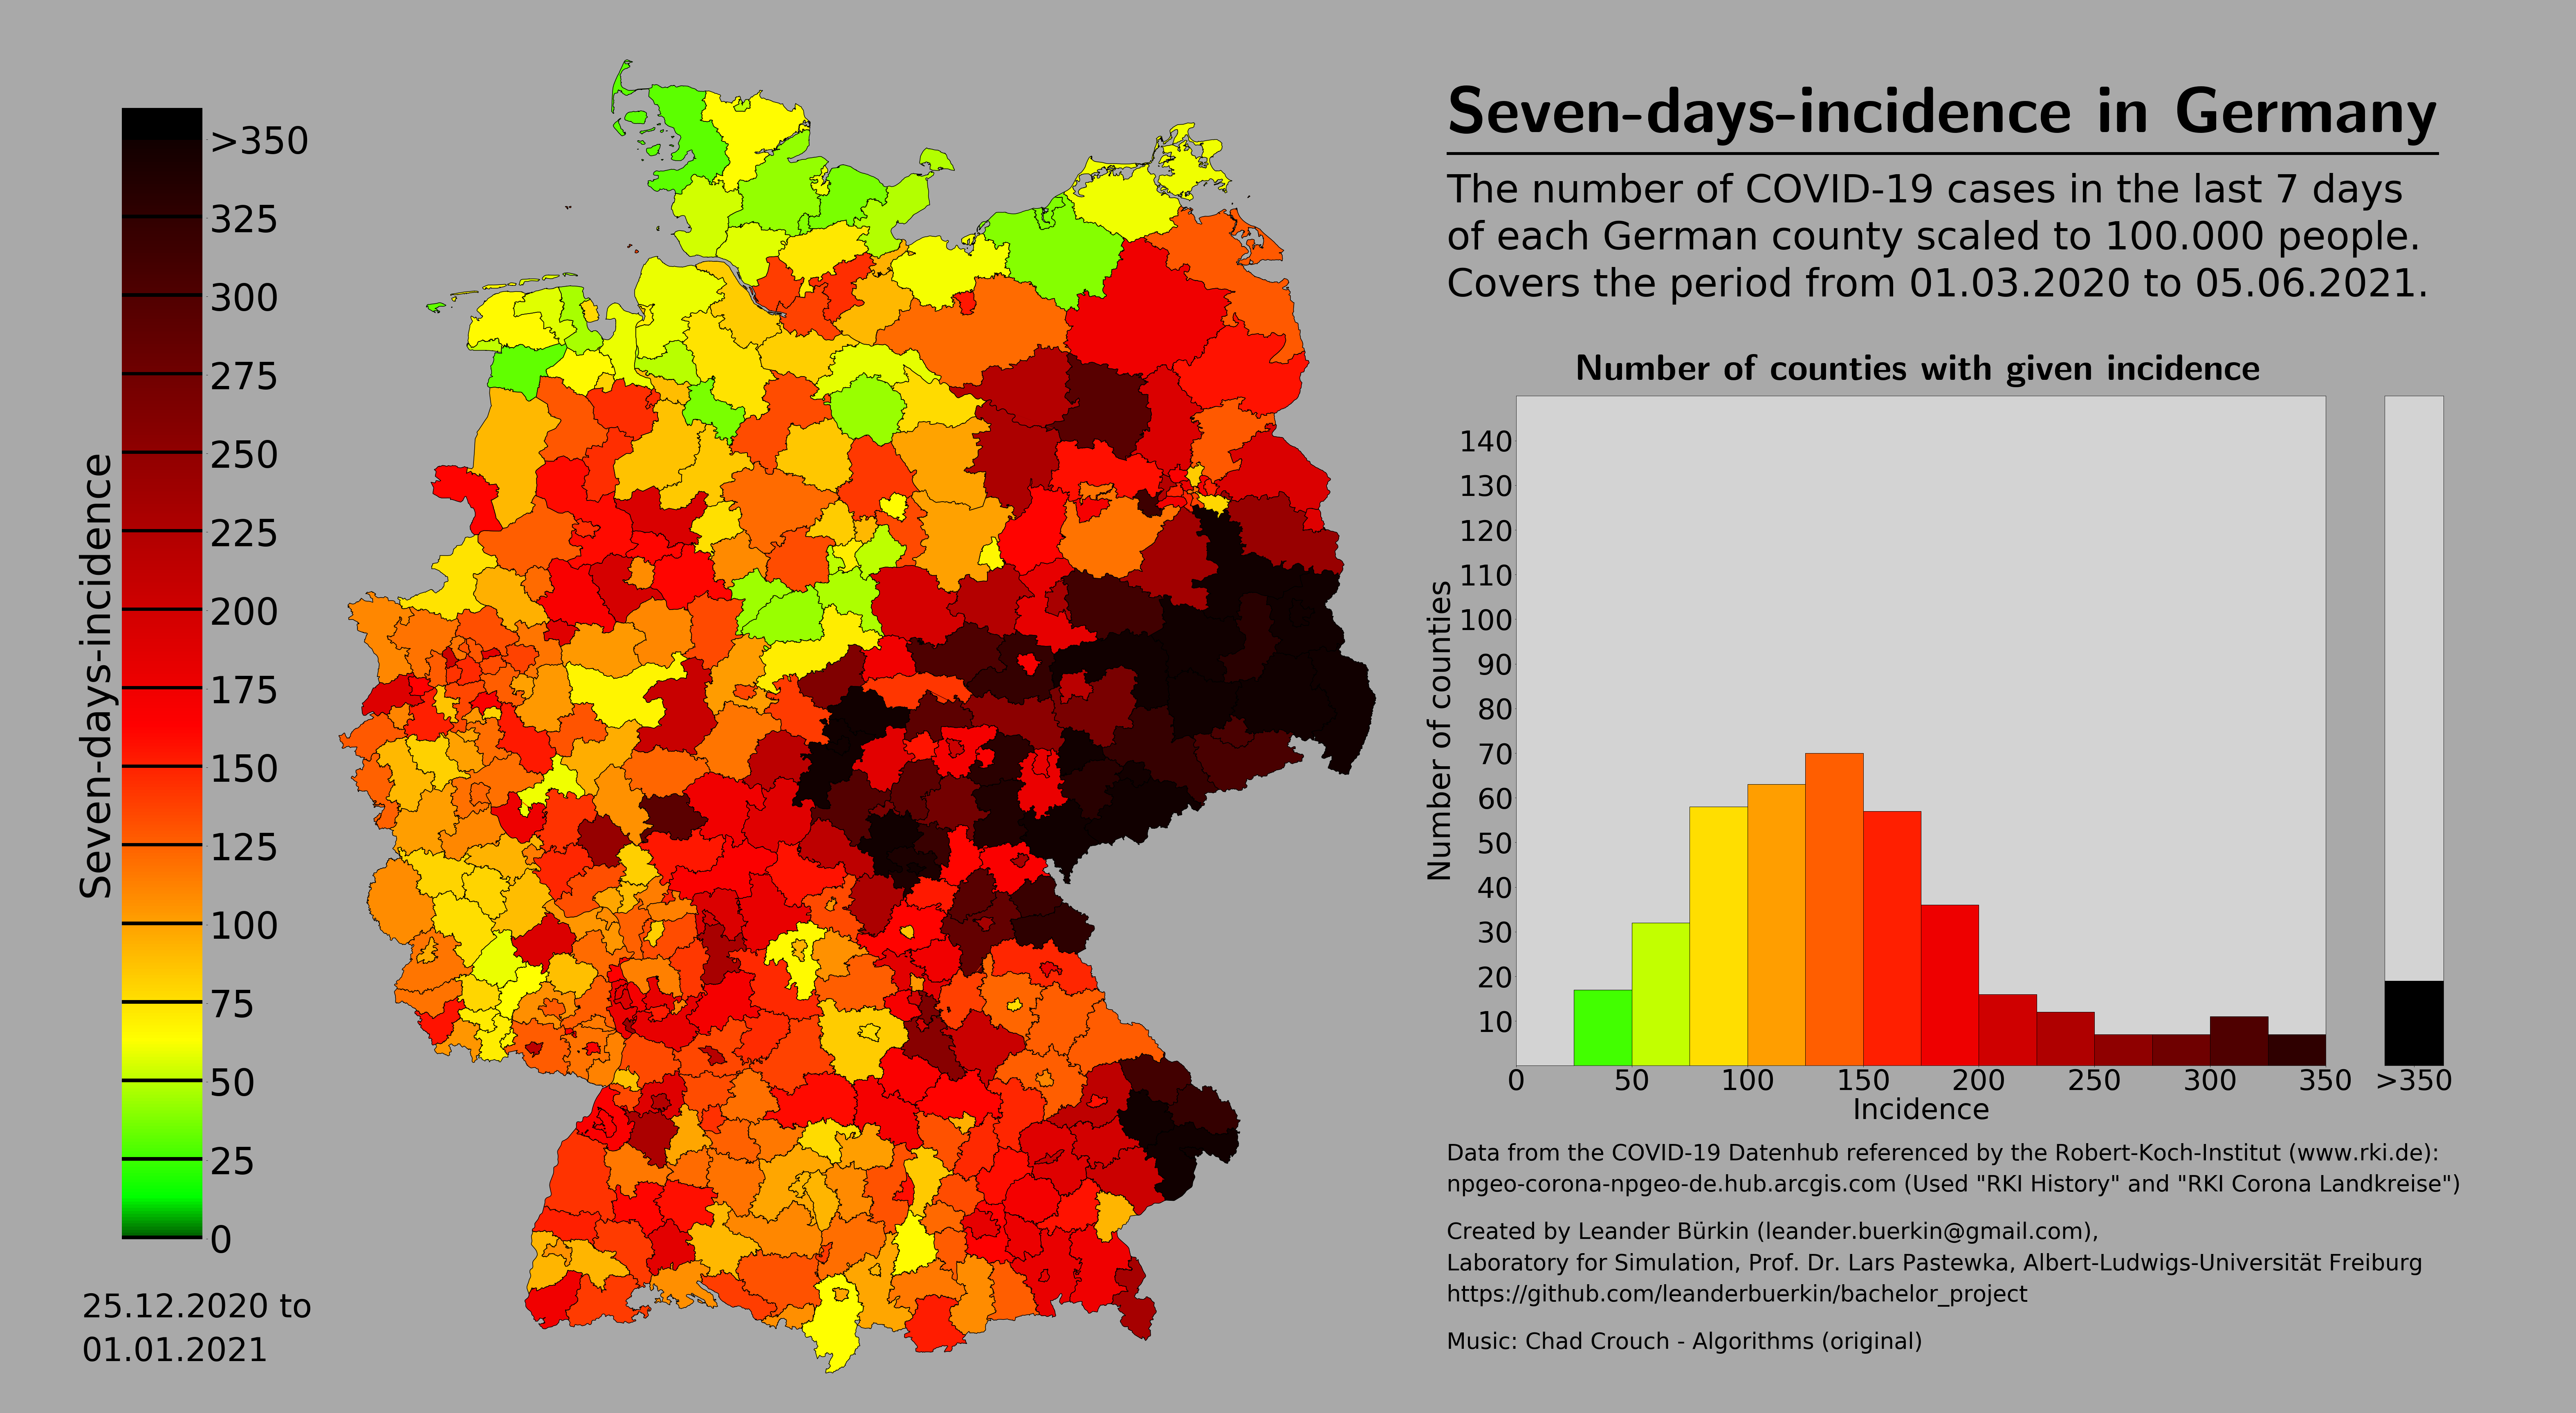 Seven-days-incidence
>350
325
300
275
250
225
200
175
150
125
100
75
50
25
0
25.12.2020 to
01.01.2021
Seven-days-incidence in Germany
The number of COVID-19 cases in the last 7 days
of each German county scaled to 100.000 people.
Covers the period from 01.03.2020 to 05.06.2021.
Number of counties with given incidence
Number of counties
140
130
120
110
100
90
80
70
60
50
40
30
20
10
0 50 100 150 200 250 300 350 >350
Incidence
Data from the COVID-19 Datenhub referenced by the Robert-Koch-Institut (www.rki.de):
npgeo-corona-npgeo-de.hub.arcgis.com (Used "RKI History" and "RKI Corona Landkreise")
Created by Leander Bürkin (leander.buerkin@gmail.com),
Laboratory for Simulation, Prof. Dr. Lars Pastewka, Albert-Ludwigs-Universität Freiburg
https://github.com/leanderbuerkin/bachelor_project
Music: Chad Crouch - Algorithms (original)